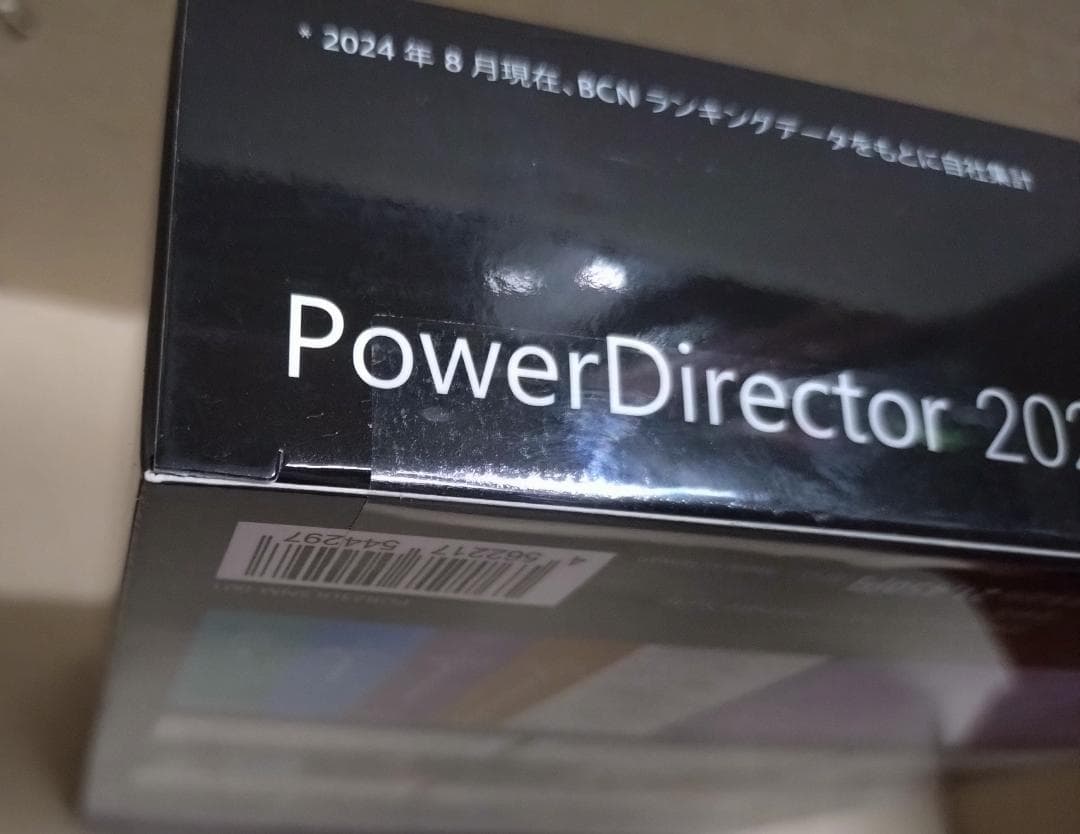 * 2024 年 8 月現在、BCN ランキングデータをもとに自社集計
PowerDirector 202
4 562217 544297